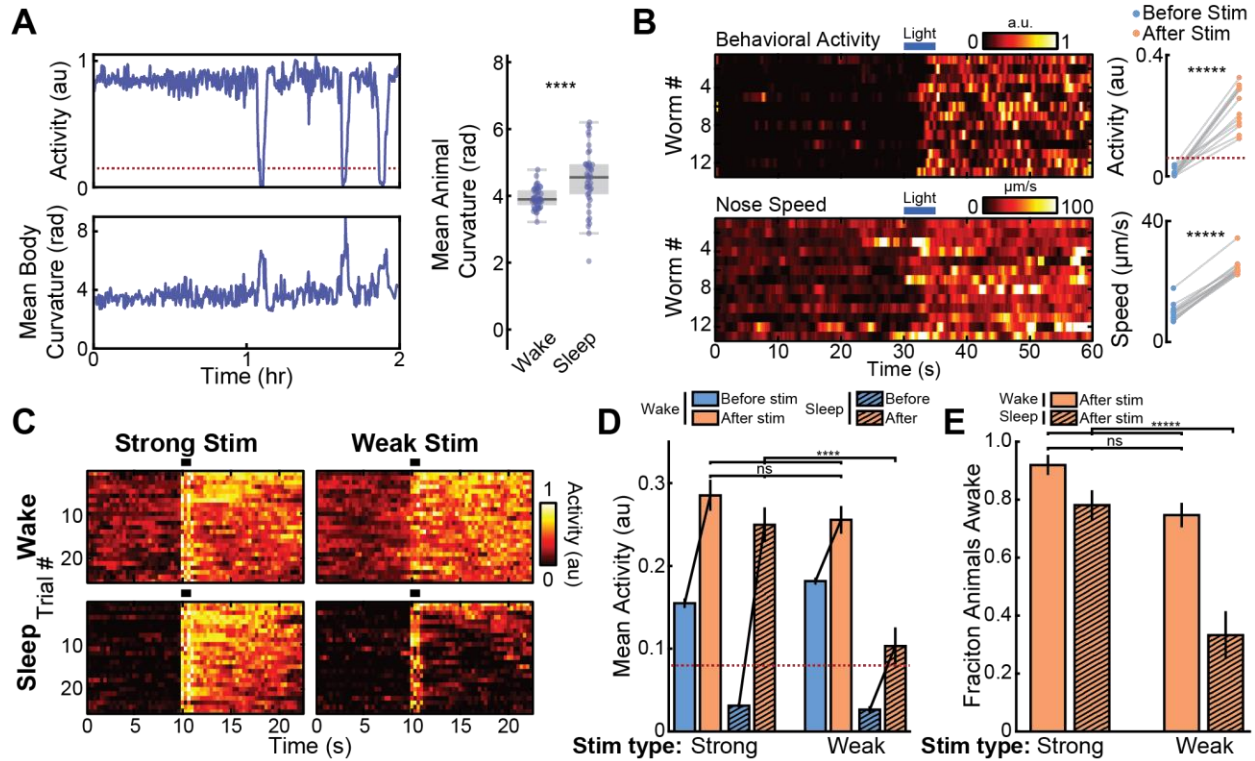 A
1
Activity (au)
0
8
Mean Body
Curvature (rad)
4
0
0
1
2
Time (hr)
8
6
4
2
0
Mean Animal
Curvature (rad)
****
Wake
Sleep
B
Before Stim
After Stim
Behavioral Activity
Light
a.u.
0
1
Worm #
4
8
12
0.4
*****
Activity (au)
0
Nose Speed
Light
µm/s
0
100
Worm #
4
8
12
0
10
20
30
40
50
60
Time (s)
40
*****
Speed (µm/s)
0
C
Strong Stim
Weak Stim
Wake
Sleep
Trial #
10
20
10
20
1
0
Activity (au)
0
5
10
15
20
0
5
10
15
20
Time (s)
D
Wake
Before stim
After stim
Sleep
Before
After
****
ns
0.3
0.2
0.1
0
Mean Activity (au)
Stim type: Strong
Weak
E
Wake
Sleep
After stim
After stim
*****
ns
1.0
0.8
0.6
0.4
0.2
0
Fraciton Animals Awake
Stim type: Strong
Weak